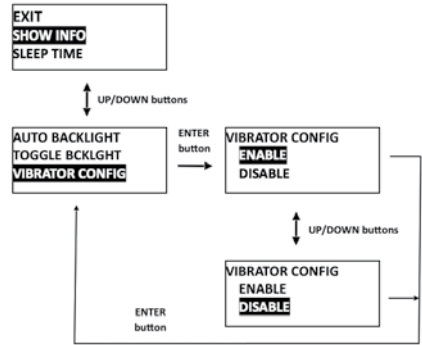 EXIT
SHOW INFO
SLEEP TIME
UP/DOWN buttons
AUTO BACKLIGHT
TOGGLE BCKLGHT
VIBRATOR CONFIG
ENTER
button
VIBRATOR CONFIG
ENABLE
DISABLE
UP/DOWN buttons
VIBRATOR CONFIG
ENABLE
DISABLE
ENTER
button